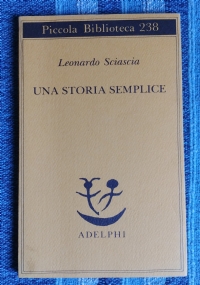 Piccola Biblioteca 238
Leonardo Sciascia
UNA STORIA SEMPLICE
ADELPHI